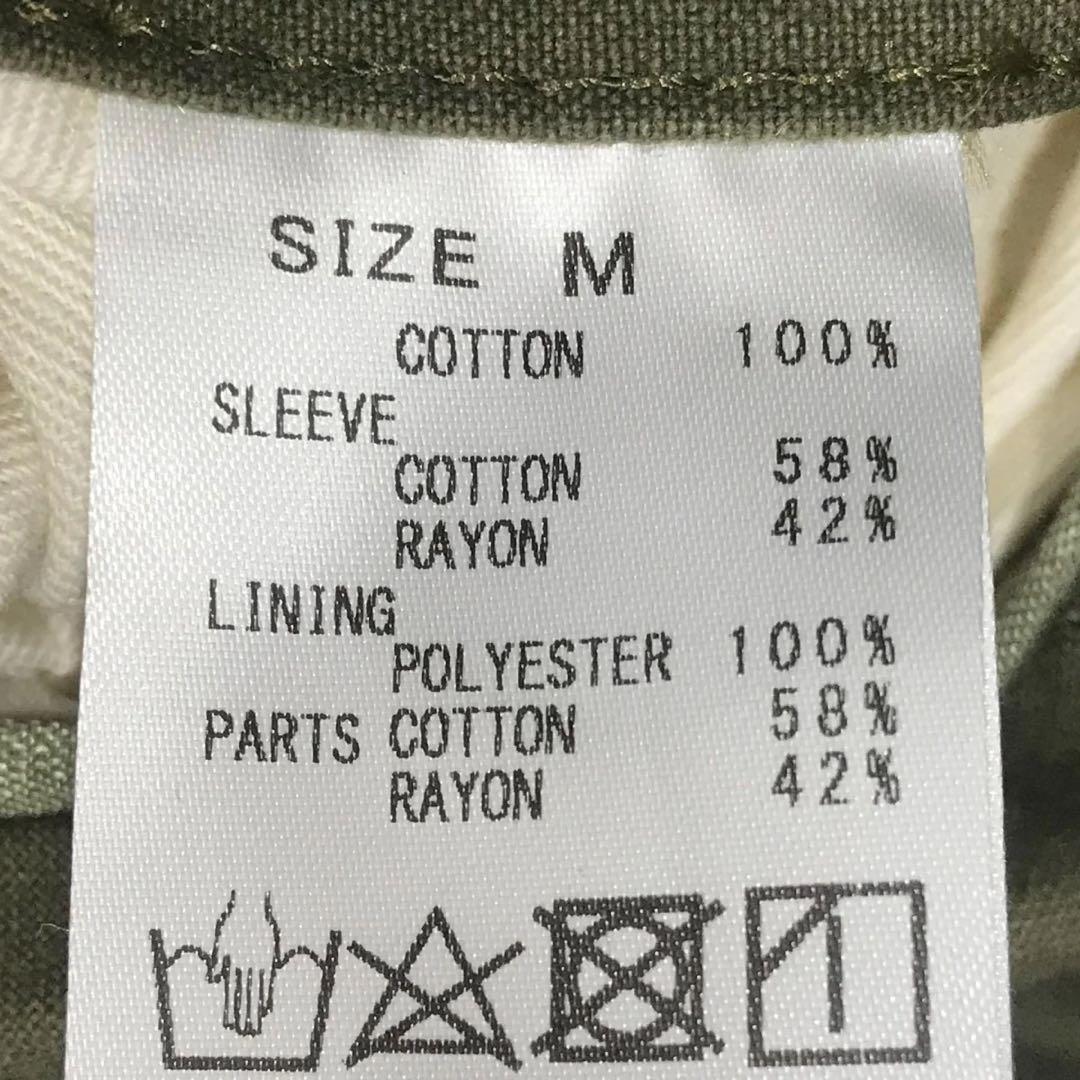 SIZE M
COTTON 100%
SLEEVE
COTTON 58%
RAYON 42%
LINING
POLYESTER 100%
PARTS COTTON 58%
RAYON 42%